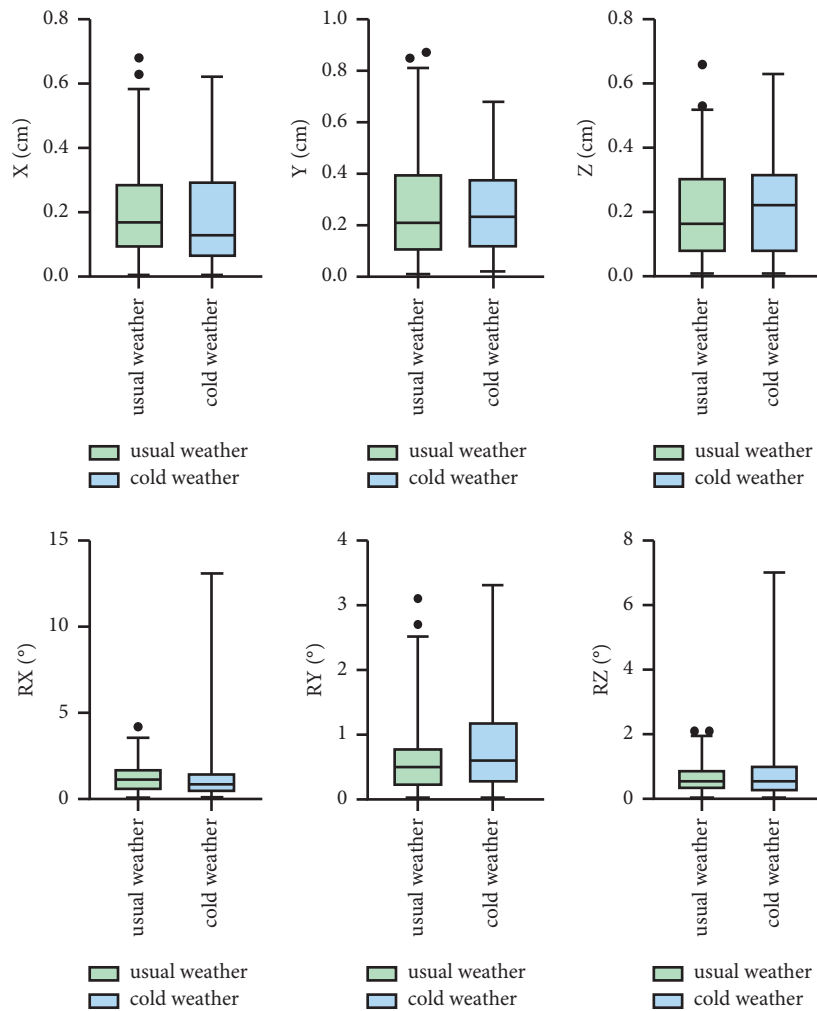 X (cm)
0.8
0.6
0.4
0.2
0.0
usual weather
cold weather
usual weather
cold weather
Y (cm)
1.0
0.8
0.6
0.4
0.2
0.0
usual weather
cold weather
usual weather
cold weather
Z (cm)
0.8
0.6
0.4
0.2
0.0
usual weather
cold weather
usual weather
cold weather
RX (°)
15
10
5
0
usual weather
cold weather
usual weather
cold weather
RY (°)
4
3
2
1
0
usual weather
cold weather
usual weather
cold weather
RZ (°)
8
6
4
2
0
usual weather
cold weather
usual weather
cold weather